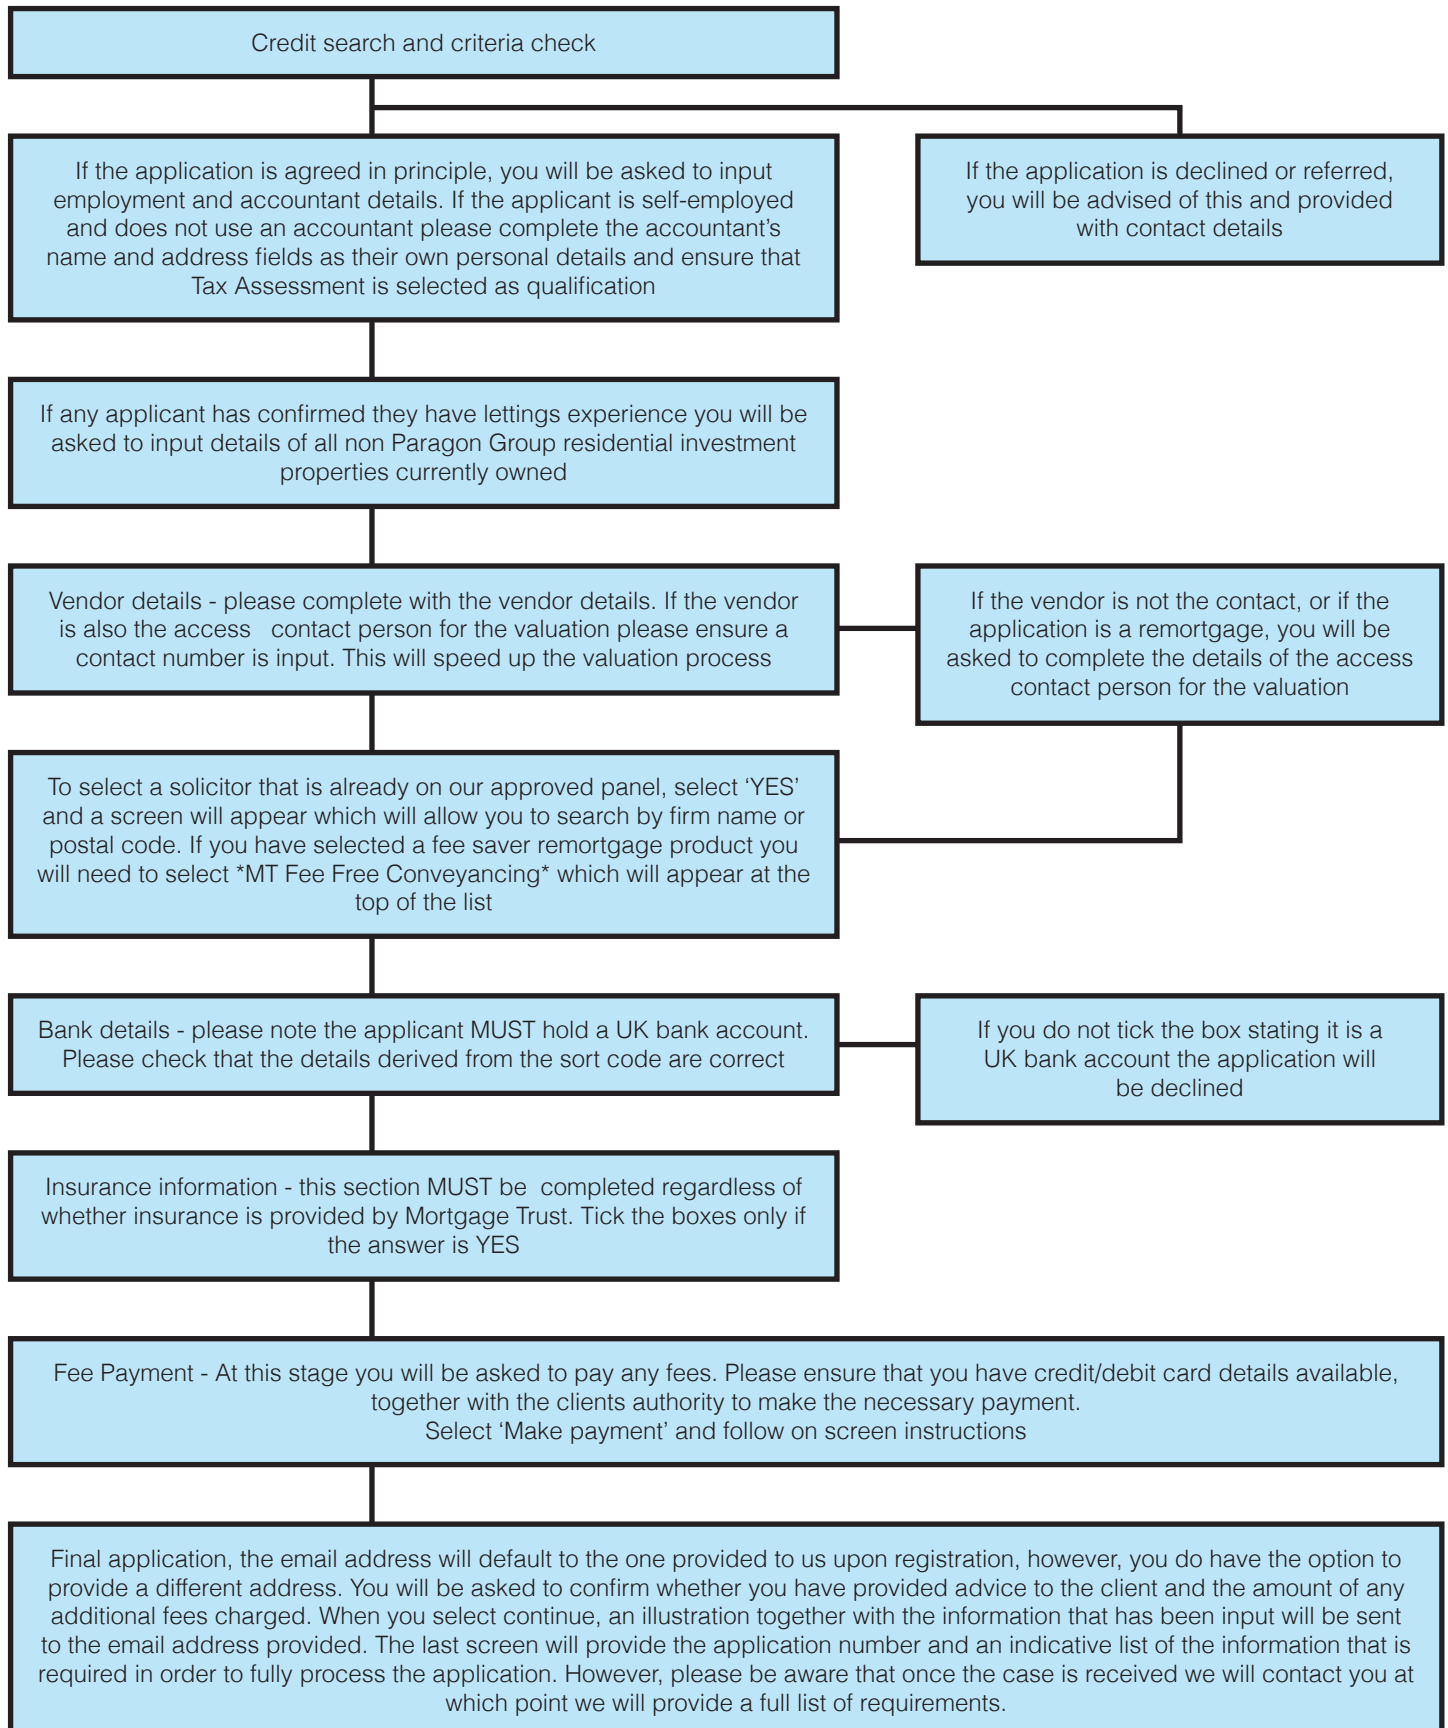 Credit search and criteria check
If the application is agreed in principle, you will be asked to input
employment and accountant details. If the applicant is self-employed
and does not use an accountant please complete the accountant's
name and address fields as their own personal details and ensure that
Tax Assessment is selected as qualification
If the application is declined or referred,
you will be advised of this and provided
with contact details
If any applicant has confirmed they have lettings experience you will be
asked to input details of all non Paragon Group residential investment
properties currently owned
Vendor details - please complete with the vendor details. If the vendor
is also the access contact person for the valuation please ensure a
contact number is input. This will speed up the valuation process
If the vendor is not the contact, or if the
application is a remortgage, you will be
asked to complete the details of the access
contact person for the valuation
To select a solicitor that is already on our approved panel, select ‘YES’
and a screen will appear which will allow you to search by firm name or
postal code. If you have selected a fee saver remortgage product you
will need to select *MT Fee Free Conveyancing* which will appear at the
top of the list
Bank details - please note the applicant MUST hold a UK bank account.
Please check that the details derived from the sort code are correct
If you do not tick the box stating it is a
UK bank account the application will
be declined
Insurance information - this section MUST be completed regardless of
whether insurance is provided by Mortgage Trust. Tick the boxes only if
the answer is YES
Fee Payment - At this stage you will be asked to pay any fees. Please ensure that you have credit/debit card details available,
together with the clients authority to make the necessary payment.
Select ‘Make payment’ and follow on screen instructions
Final application, the email address will default to the one provided to us upon registration, however, you do have the option to
provide a different address. You will be asked to confirm whether you have provided advice to the client and the amount of any
additional fees charged. When you select continue, an illustration together with the information that has been input will be sent
to the email address provided. The last screen will provide the application number and an indicative list of the information that is
required in order to fully process the application. However, please be aware that once the case is received we will contact you at
which point we will provide a full list of requirements.